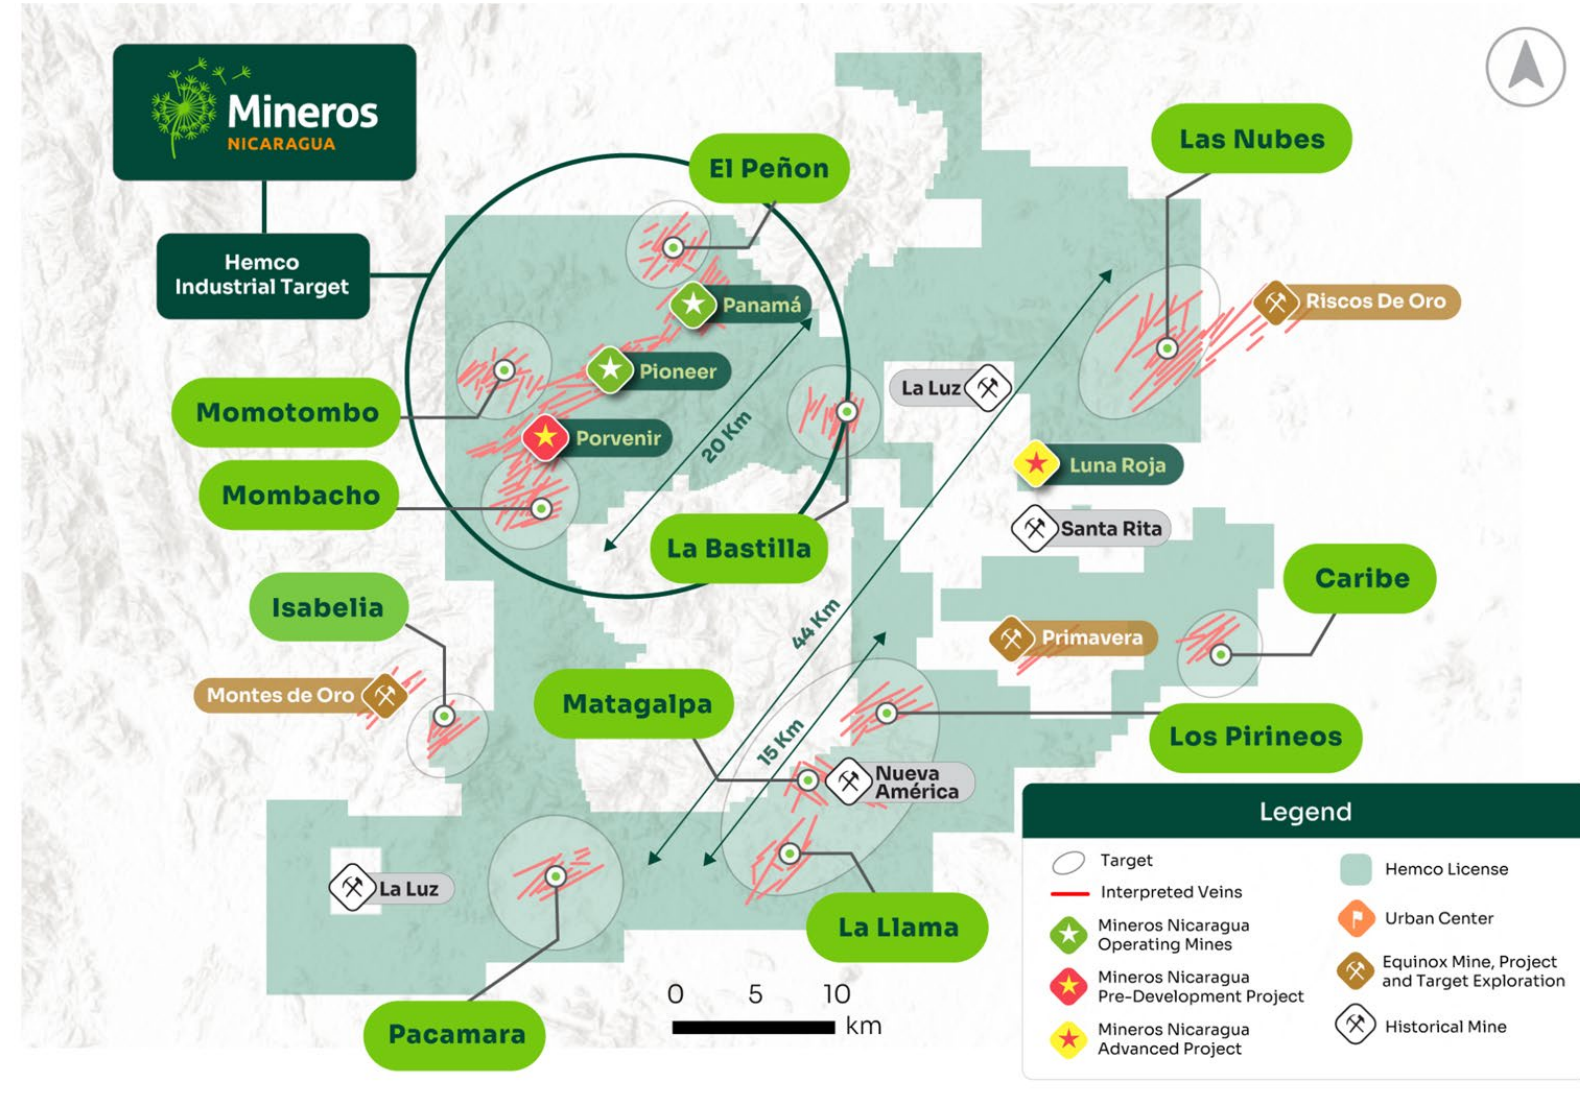 Mineros
NICARAGUA
Hemco
Industrial Target
El Peñon
Las Nubes
Panamá
Riscos De Oro
Pioneer
La Luz
Momotombo
20 Km
Porvenir
Luna Roja
Mombacho
Santa Rita
La Bastilla
Caribe
Isabelia
44 Km
Primavera
Montes de Oro
Matagalpa
15 Km
Los Pirineos
Nueva
América
La Luz
La Llama
Pacamara
0 5 10
km
Legend
Target
Interpreted Veins
Mineros Nicaragua
Operating Mines
Mineros Nicaragua
Pre-Development Project
Mineros Nicaragua
Advanced Project
Hemco License
Urban Center
Equinox Mine, Project
and Target Exploration
Historical Mine